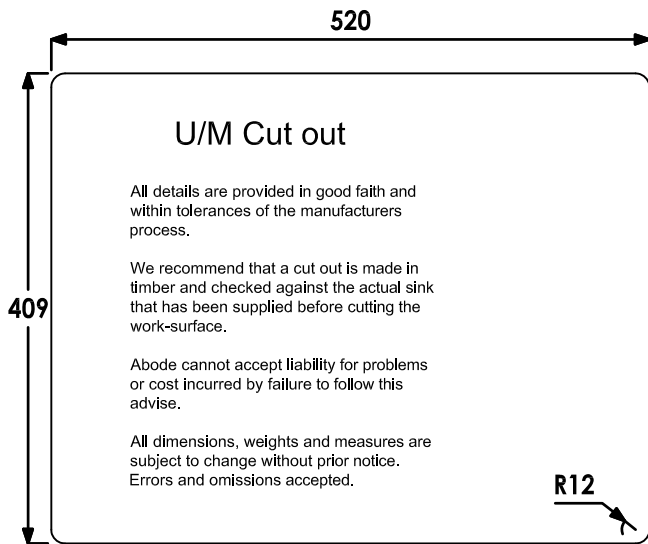 520
U/M Cut out
All details are provided in good faith and
within tolerances of the manufacturers
process.
We recommend that a cut out is made in
timber and checked against the actual sink
that has been supplied before cutting the
work-surface.
409
Abode cannot accept liability for problems
or cost incurred by failure to follow this
advise.
All dimensions, weights and measures are
subject to change without prior notice.
Errors and omissions accepted.
R12